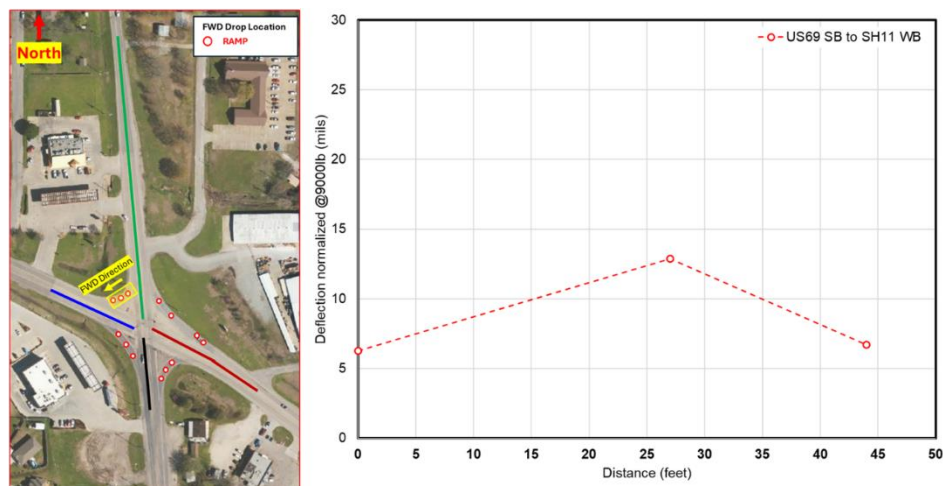 North
FWD Drop Location
RAMP
FWD Direction
Deflection normalized @9000lb (mils)
30
25
20
15
10
5
0
US69 SB to SH11 WB
0
5
10
15
20
25
30
35
40
45
50
Distance (feet)